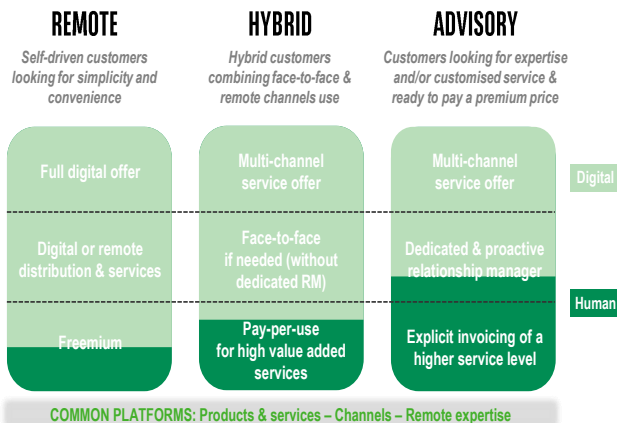 REMOTE
HYBRID
ADVISORY
Self-driven customers
looking for simplicity and
convenience
Hybrid customers
combining face-to-face &
remote channels use
Customers looking for expertise
and/or customised service &
ready to pay a premium price
Full digital offer
Multi-channel
service offer
Multi-channel
service offer
Digital
Digital or remote
distribution & services
Face-to-face
if needed (without
dedicated RM)
Dedicated & proactive
relationship manager
Human
Freemium
Pay-per-use
for high value added
services
Explicit invoicing of a
higher service level
COMMON PLATFORMS: Products & services – Channels – Remote expertise